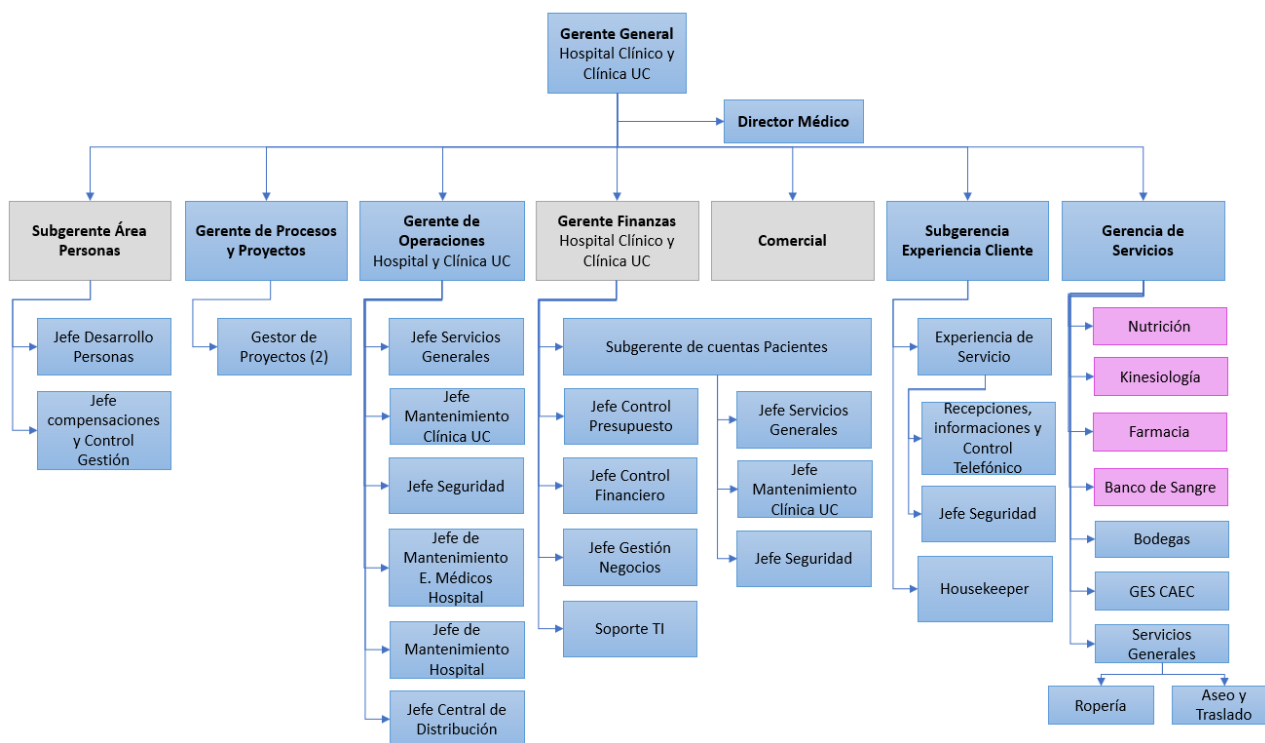 Gerente General
Hospital Clínico y
Clínica UC
Director Médico
Subgerente Área
Personas
Gerente de Procesos
y Proyectos
Gerente de
Operaciones
Hospital y Clínica UC
Gerente Finanzas
Hospital Clínico y
Clínica UC
Comercial
Subgerencia
Experiencia Cliente
Gerencia de
Servicios
Jefe Desarrollo
Personas
Jefe
compensaciones
y Control
Gestión
Gestor de
Proyectos (2)
Jefe Servicios
Generales
Jefe
Mantenimiento
Clínica UC
Jefe Seguridad
Jefe de
Mantenimiento
E. Médicos
Hospital
Jefe de
Mantenimiento
Hospital
Jefe Central de
Distribución
Subgerente de cuentas Pacientes
Jefe Control
Presupuesto
Jefe Control
Financiero
Jefe Gestión
Negocios
Soporte TI
Jefe Servicios
Generales
Jefe
Mantenimiento
Clínica UC
Jefe Seguridad
Experiencia de
Servicio
Recepciones,
informaciones y
Control
Telefónico
Jefe Seguridad
Housekeeper
Nutrición
Kinesiología
Farmacia
Banco de Sangre
Bodegas
GES CAEC
Servicios
Generales
Ropería
Aseo y
Traslado